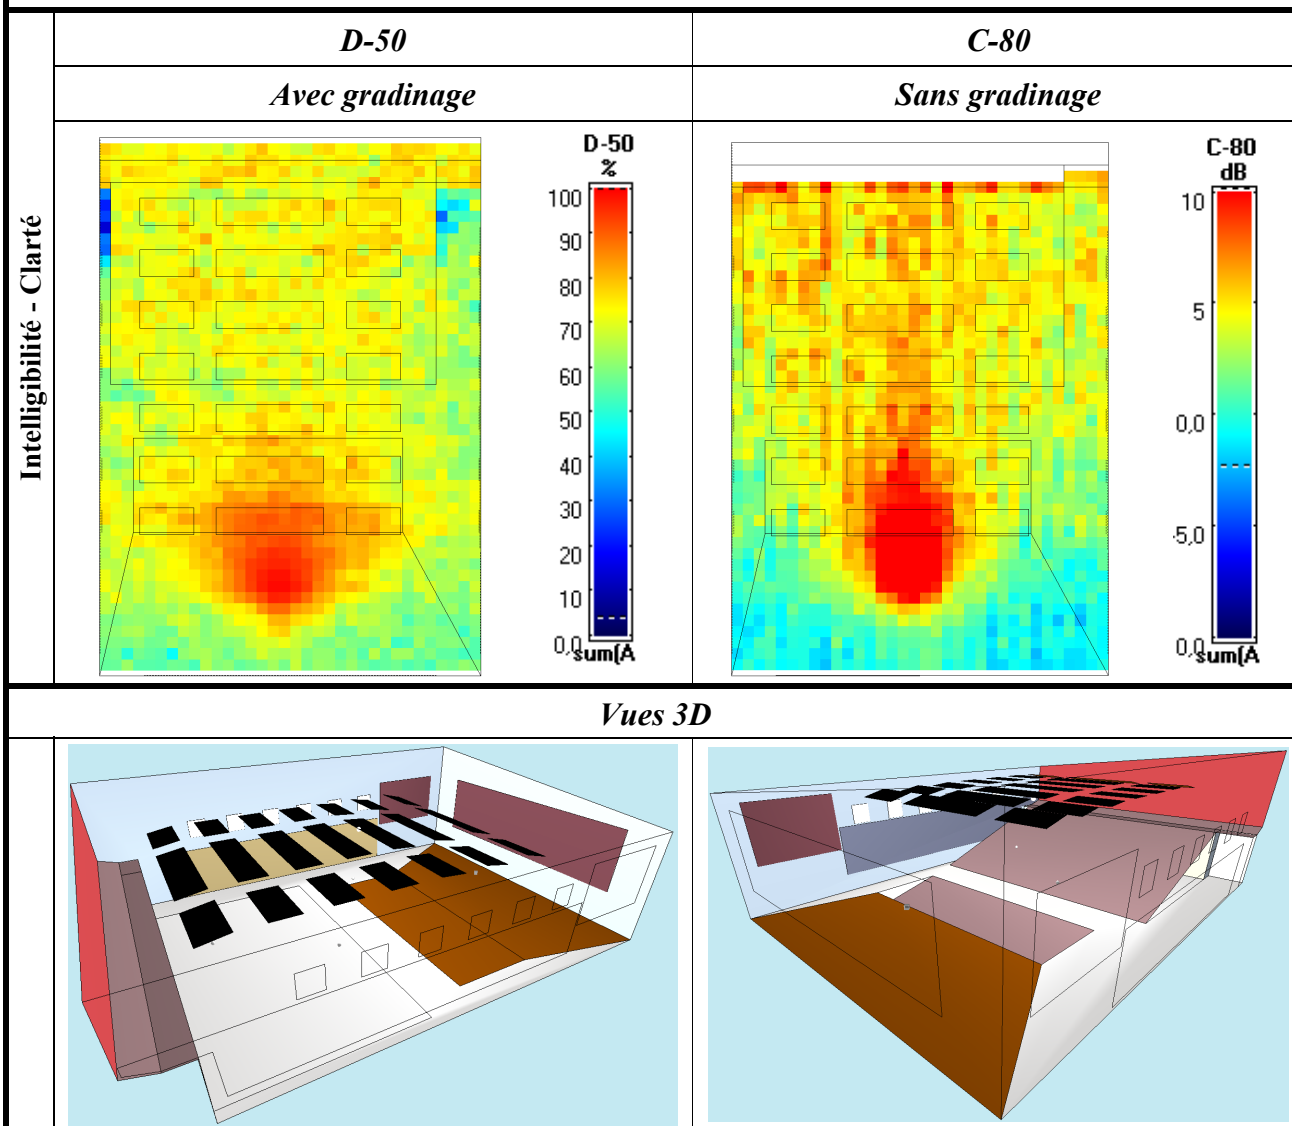 D-50
C-80
Avec gradinage
Sans gradinage
Intelligibilité - Clarté
D-50
%
100
90
80
70
60
50
40
30
20
10
0,0
sum(A
C-80
dB
10
5
0,0
-5,0
0,0
sum(A
Vues 3D